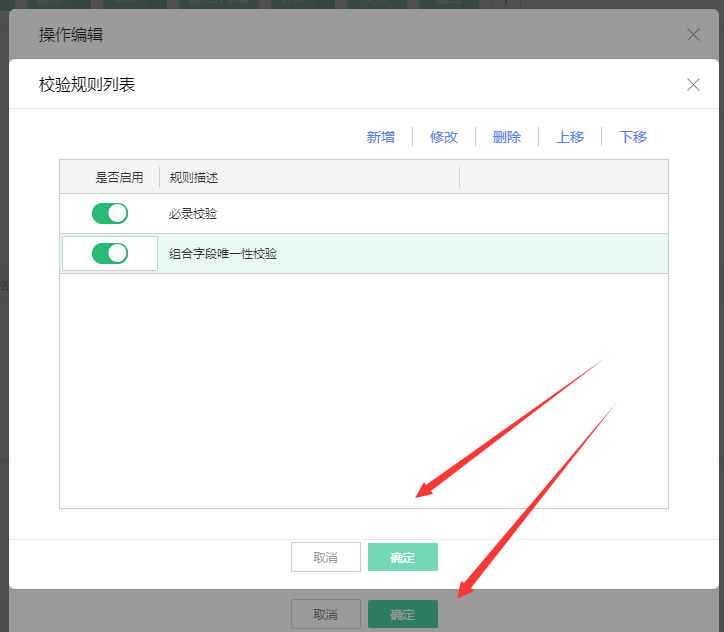 操作编辑
校验规则列表
新增 修改 删除 上移 下移
是否启用 规则描述
必录校验
组合字段唯一性校验
取消 确定
取消 确定